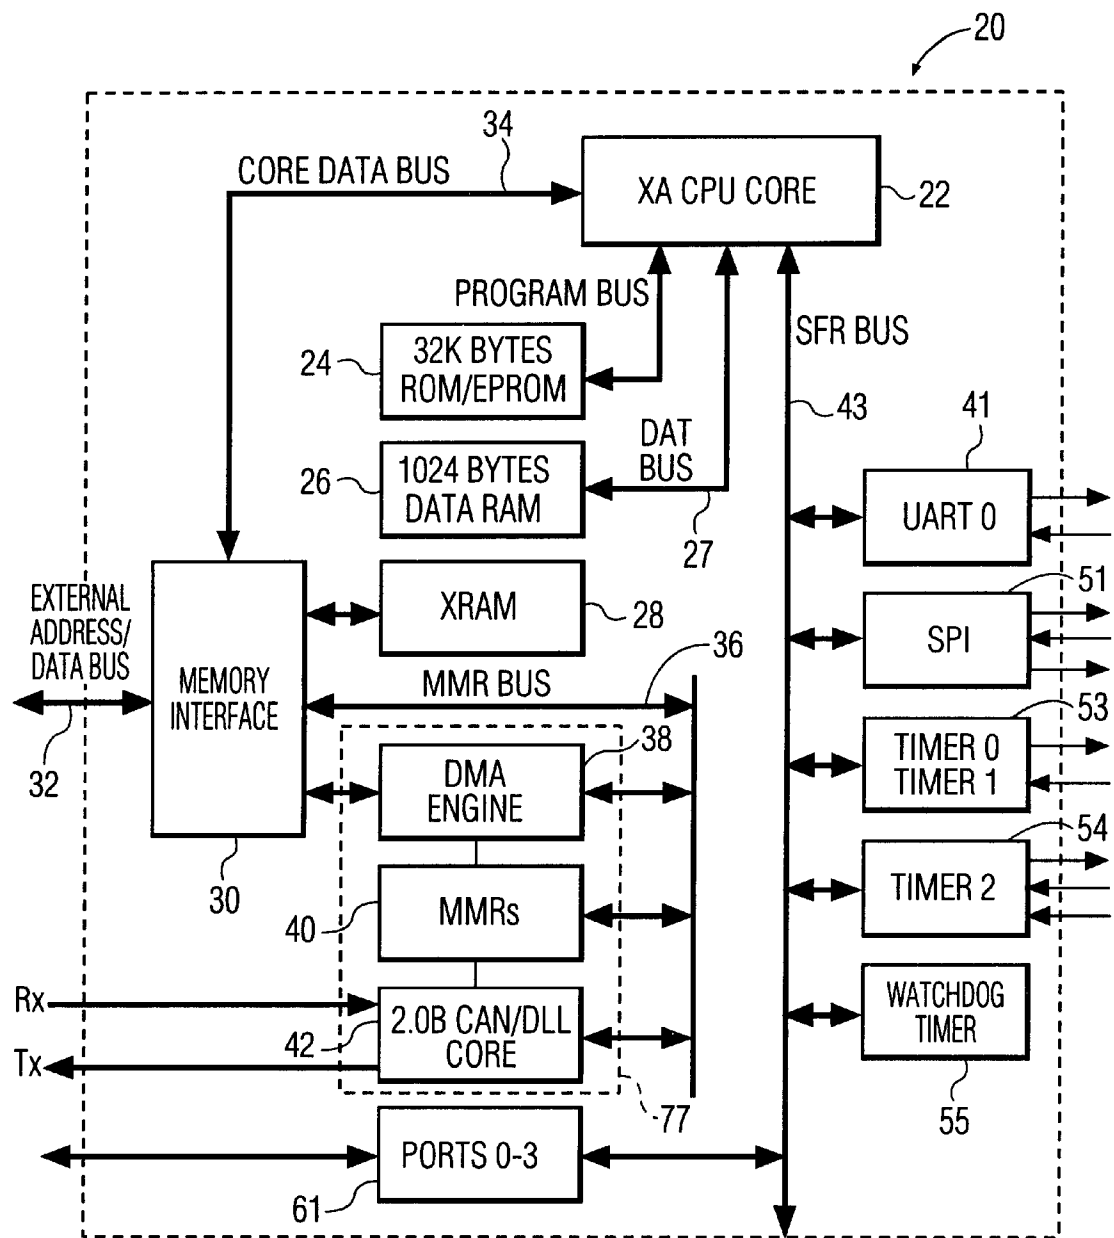 20
34
CORE DATA BUS
XA CPU CORE
22
PROGRAM BUS
SFR BUS
24
32K BYTES
ROM/EPROM
43
41
DAT
BUS
26
1024 BYTES
DATA RAM
UART 0
27
51
EXTERNAL
ADDRESS/
DATA BUS
XRAM
28
SPI
36
MEMORY
INTERFACE
MMR BUS
53
32
38
DMA
ENGINE
TIMER 0
TIMER 1
54
30
40
MMRs
TIMER 2
Rx
42
2.0B CAN/DLL
CORE
WATCHDOG
TIMER
Tx
77
55
PORTS 0-3
61